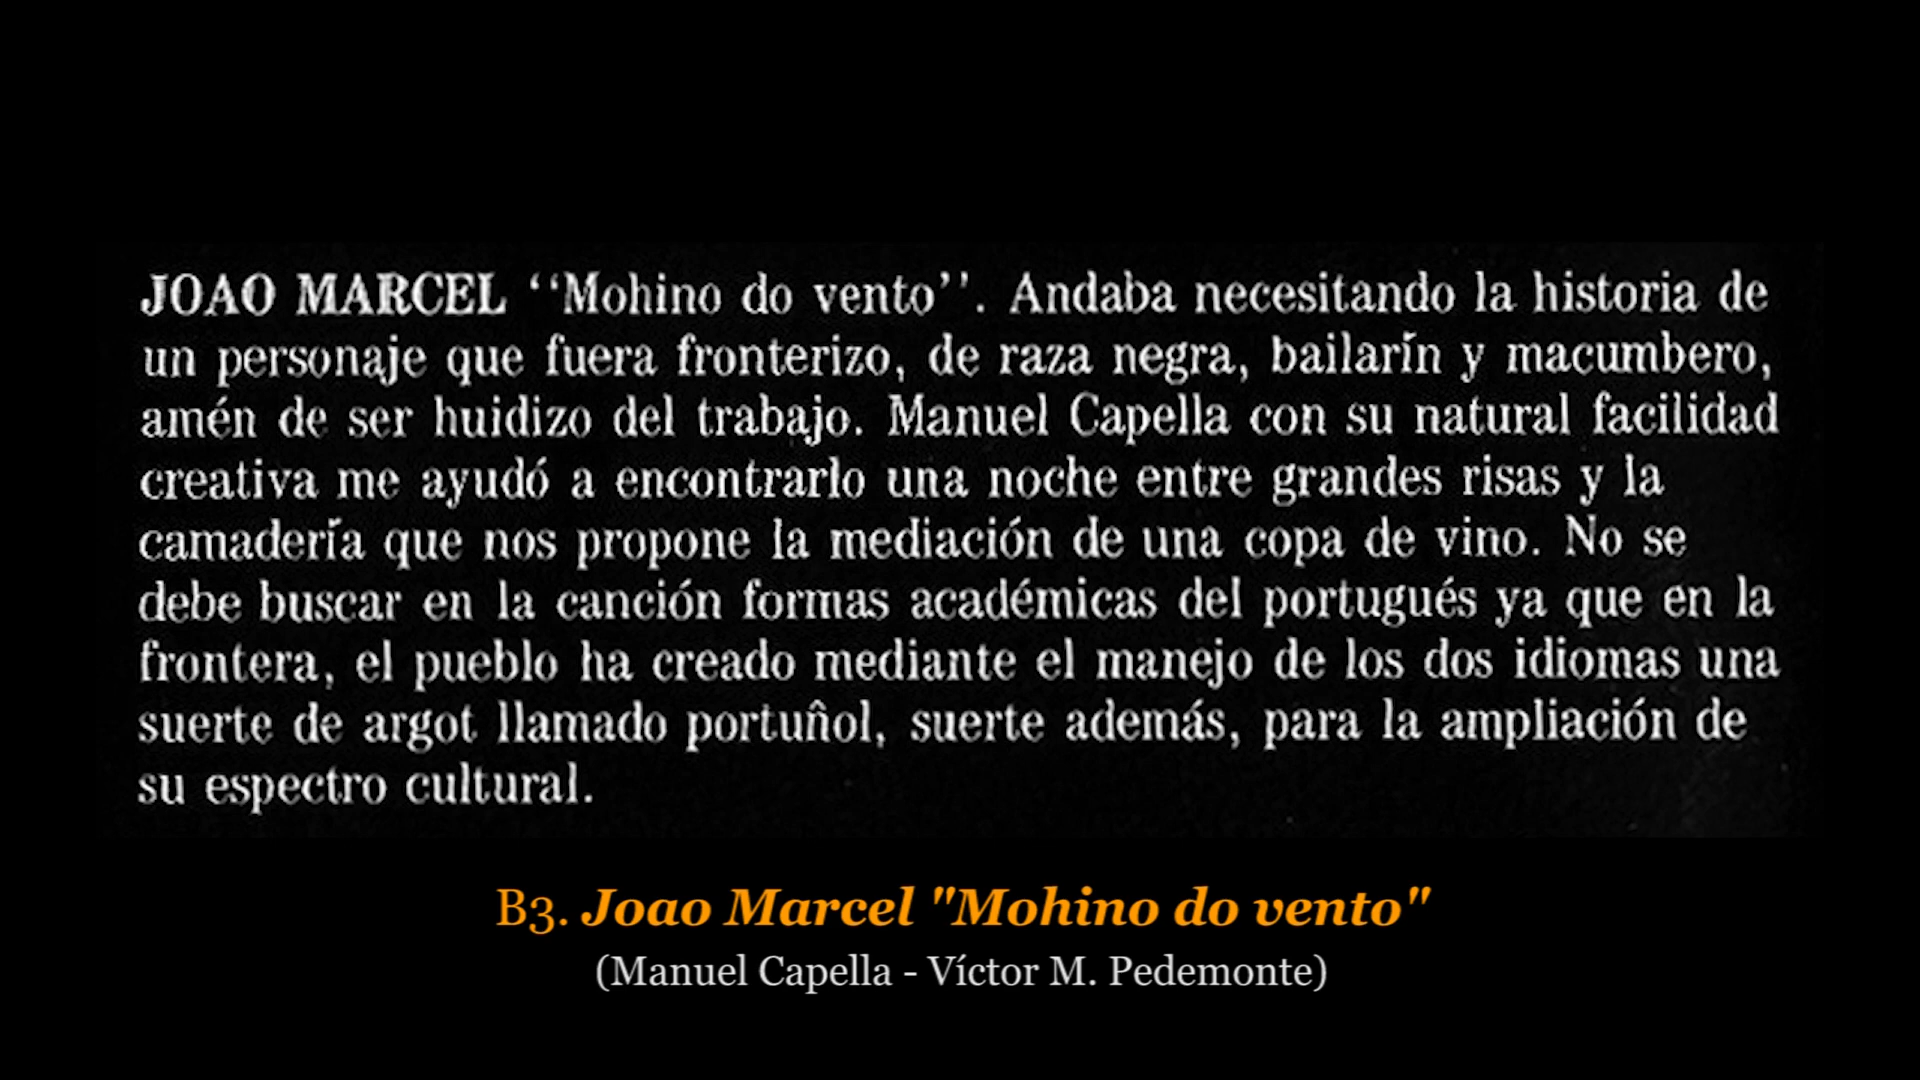 JOAO MARCEL ‘‘Mohino do vento’’. Andaba necesitando la historia de
un personaje que fuera fronterizo, de raza negra, bailarín y macumbero,
amén de ser huidizo del trabajo. Manuel Capella con su natural facilidad
creativa me ayudó a encontrarlo una noche entre grandes risas y la
camadería que nos propone la mediación de una copa de vino. No se
debe buscar en la canción formas académicas del portugués ya que en la
frontera, el pueblo ha creado mediante el manejo de los dos idiomas una
suerte de argot llamado portuñol, suerte además, para la ampliación de
su espectro cultural.
B3. Joao Marcel "Mohino do vento"
(Manuel Capella - Víctor M. Pedemonte)